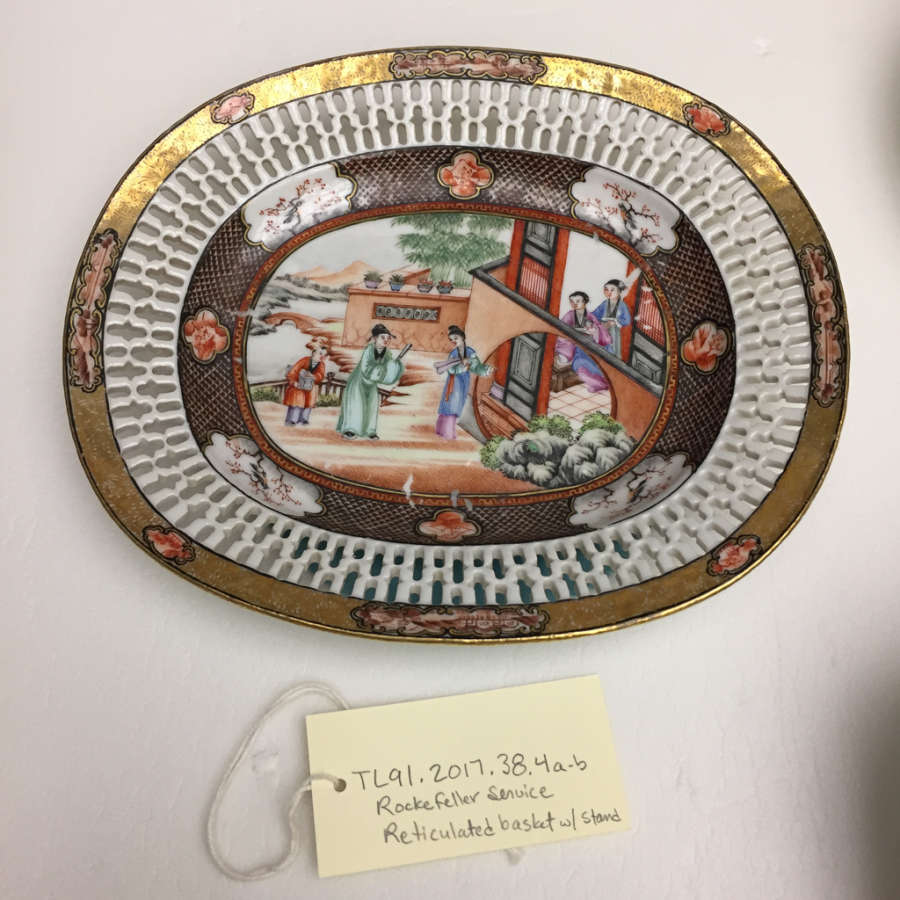 TL91.2017.38.4a-b
Rockefeller Service
Reticulated basket w/ stand